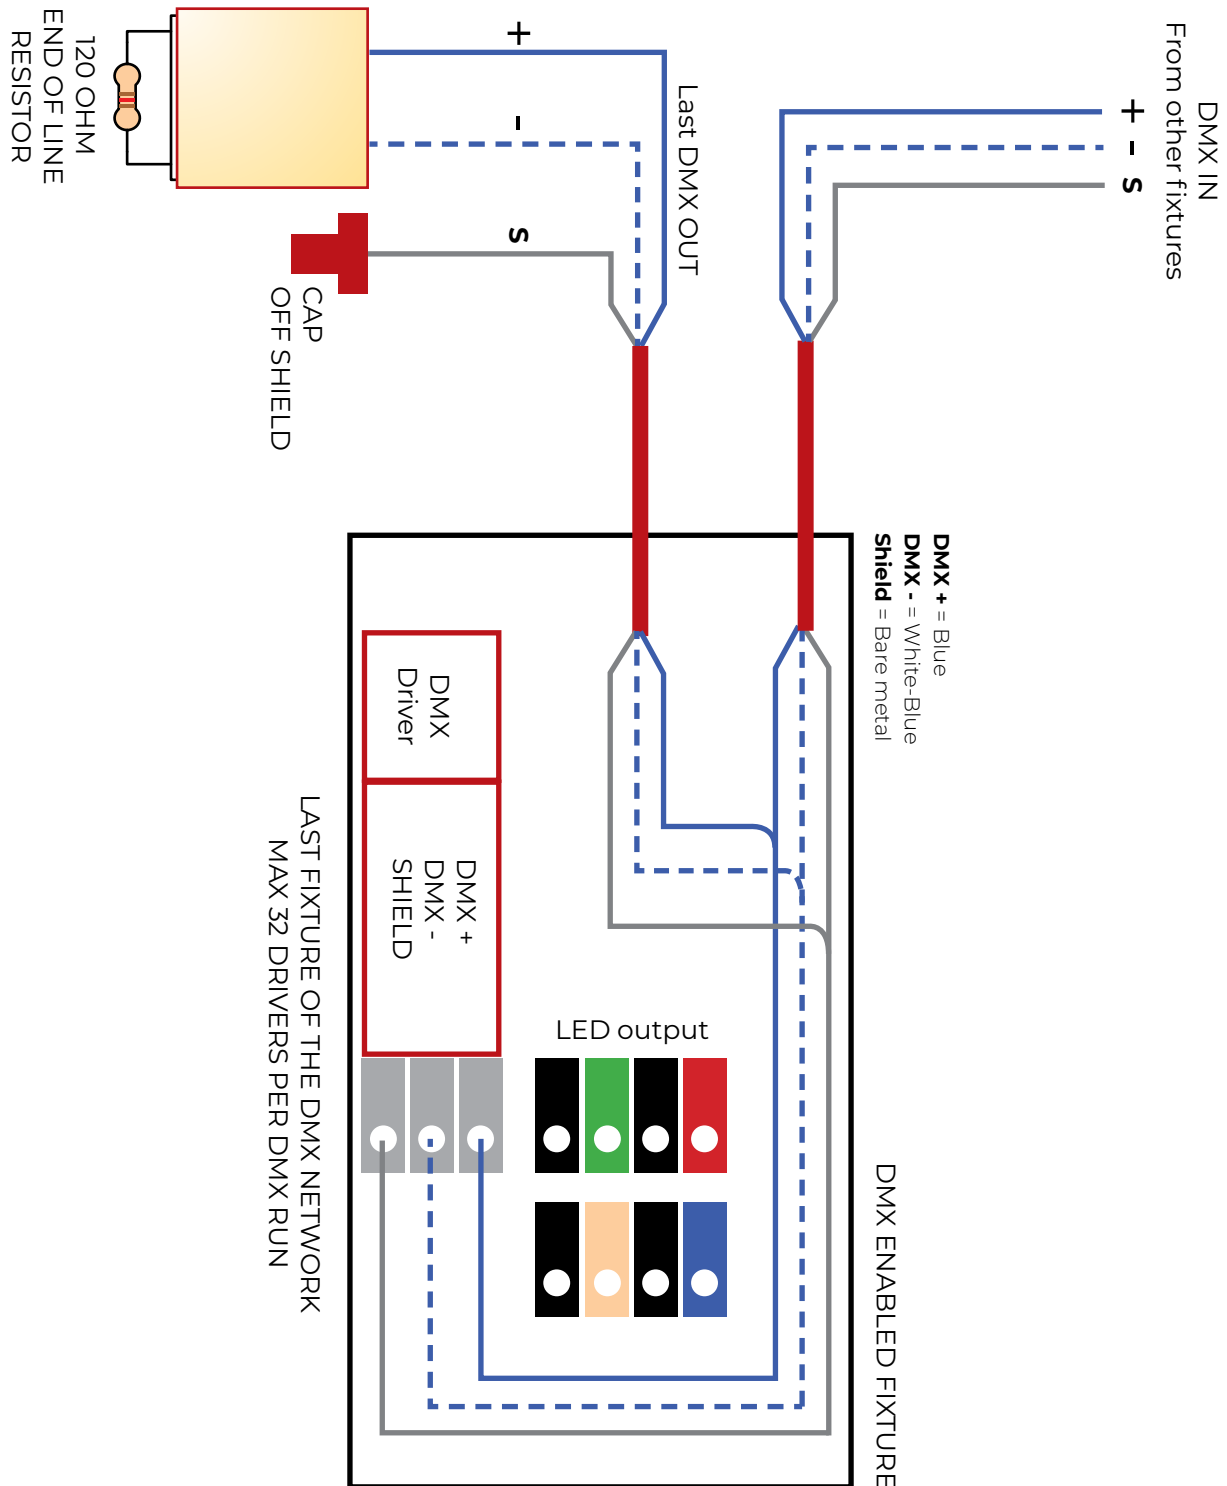 DMX IN
From other fixtures
+
-
S
DMX + = Blue
DMX - = White-Blue
Shield = Bare metal
DMX ENABLED FIXTURE
Last DMX OUT
+
-
S
120 OHM
END OF LINE
RESISTOR
CAP
OFF SHIELD
DMX
Driver
DMX +
DMX -
SHIELD
LED output
LAST FIXTURE OF THE DMX NETWORK
MAX 32 DRIVERS PER DMX RUN